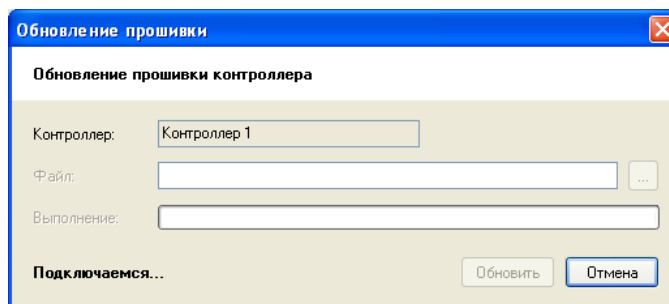 Обновление прошивки
Обновление прошивки контроллера
Контроллер: Контроллер 1
Файл: ...
Выполнение:
Подключаемся... Обновить Отмена